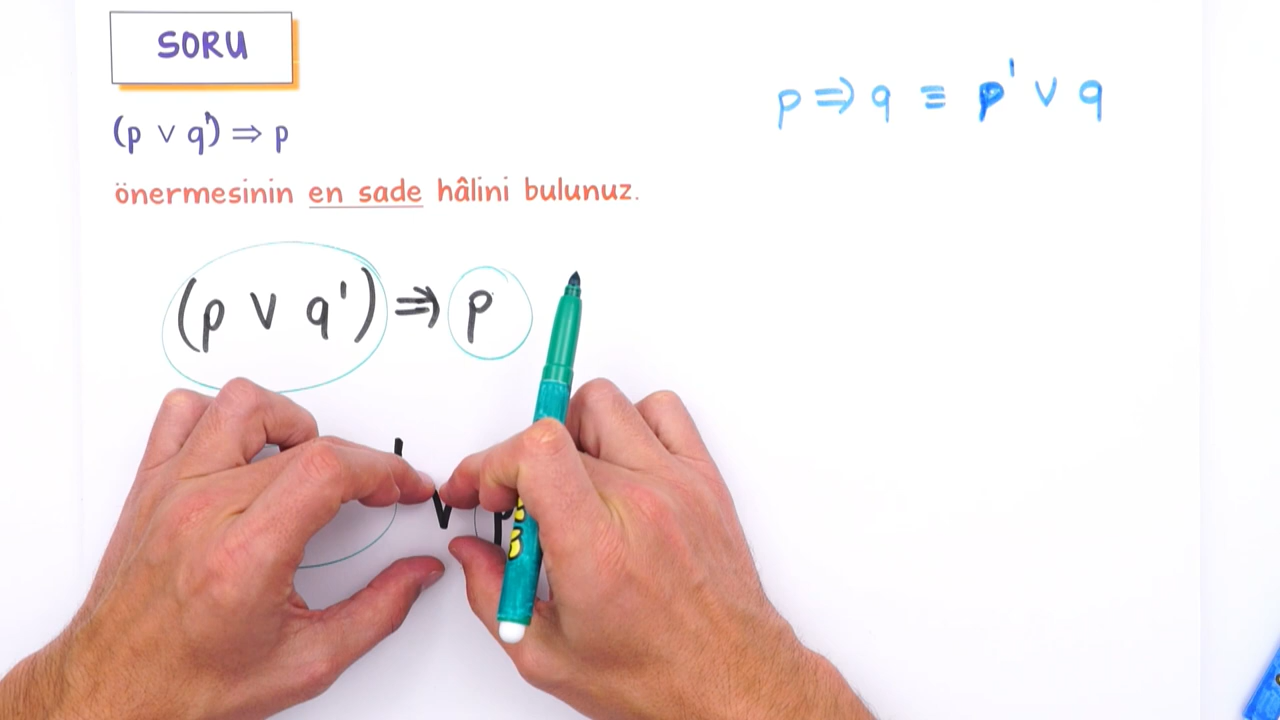 SORU
p ⇒ q ≡ p' ∨ q
(p ∨ q') ⇒ p
önermesinin en sade hâlini bulunuz.
(p ∨ q') ⇒ p
' ∨ p